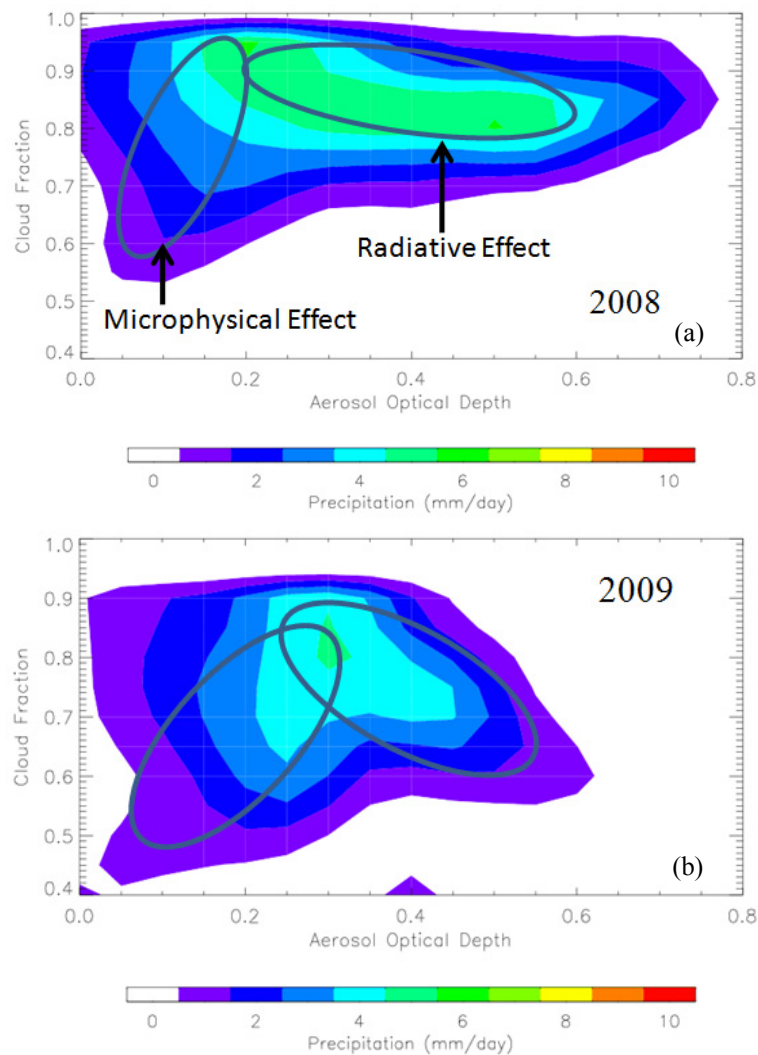 1.0
0.9
0.8
0.7
0.6
0.5
0.4
Cloud Fraction
Radiative Effect
Microphysical Effect
2008
(a)
0.0 0.2 0.4 0.6 0.8
Aerosol Optical Depth
0 2 4 6 8 10
Precipitation (mm/day)
1.0
0.9
0.8
0.7
0.6
0.5
0.4
Cloud Fraction
2009
(b)
0.0 0.2 0.4 0.6 0.8
Aerosol Optical Depth
0 2 4 6 8 10
Precipitation (mm/day)